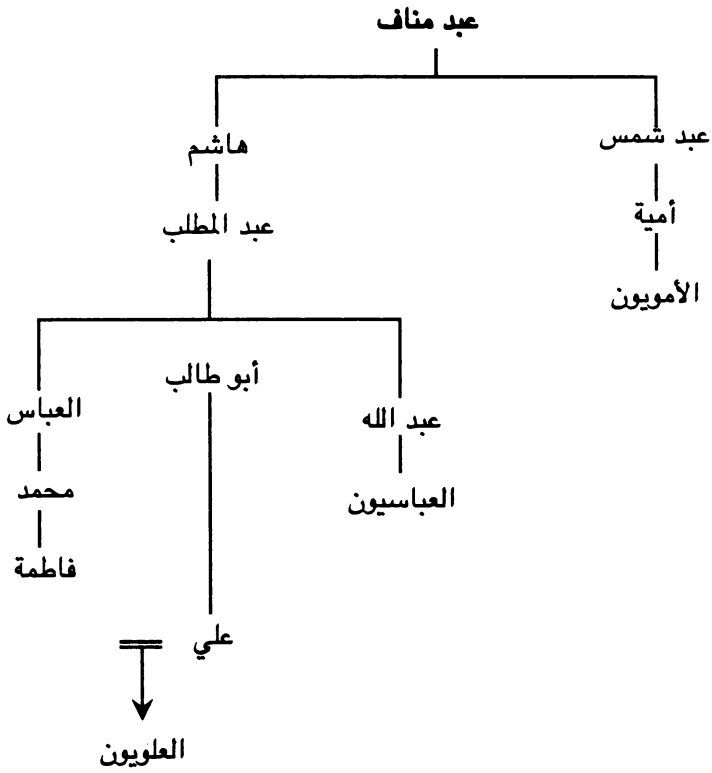 عبد مناف
عبد شمس
هاشم
أمية
عبد المطلب
الأمويون
أبو طالب
عبد الله
العباس
العباسيون
محمد
فاطمة
علي
العلويون